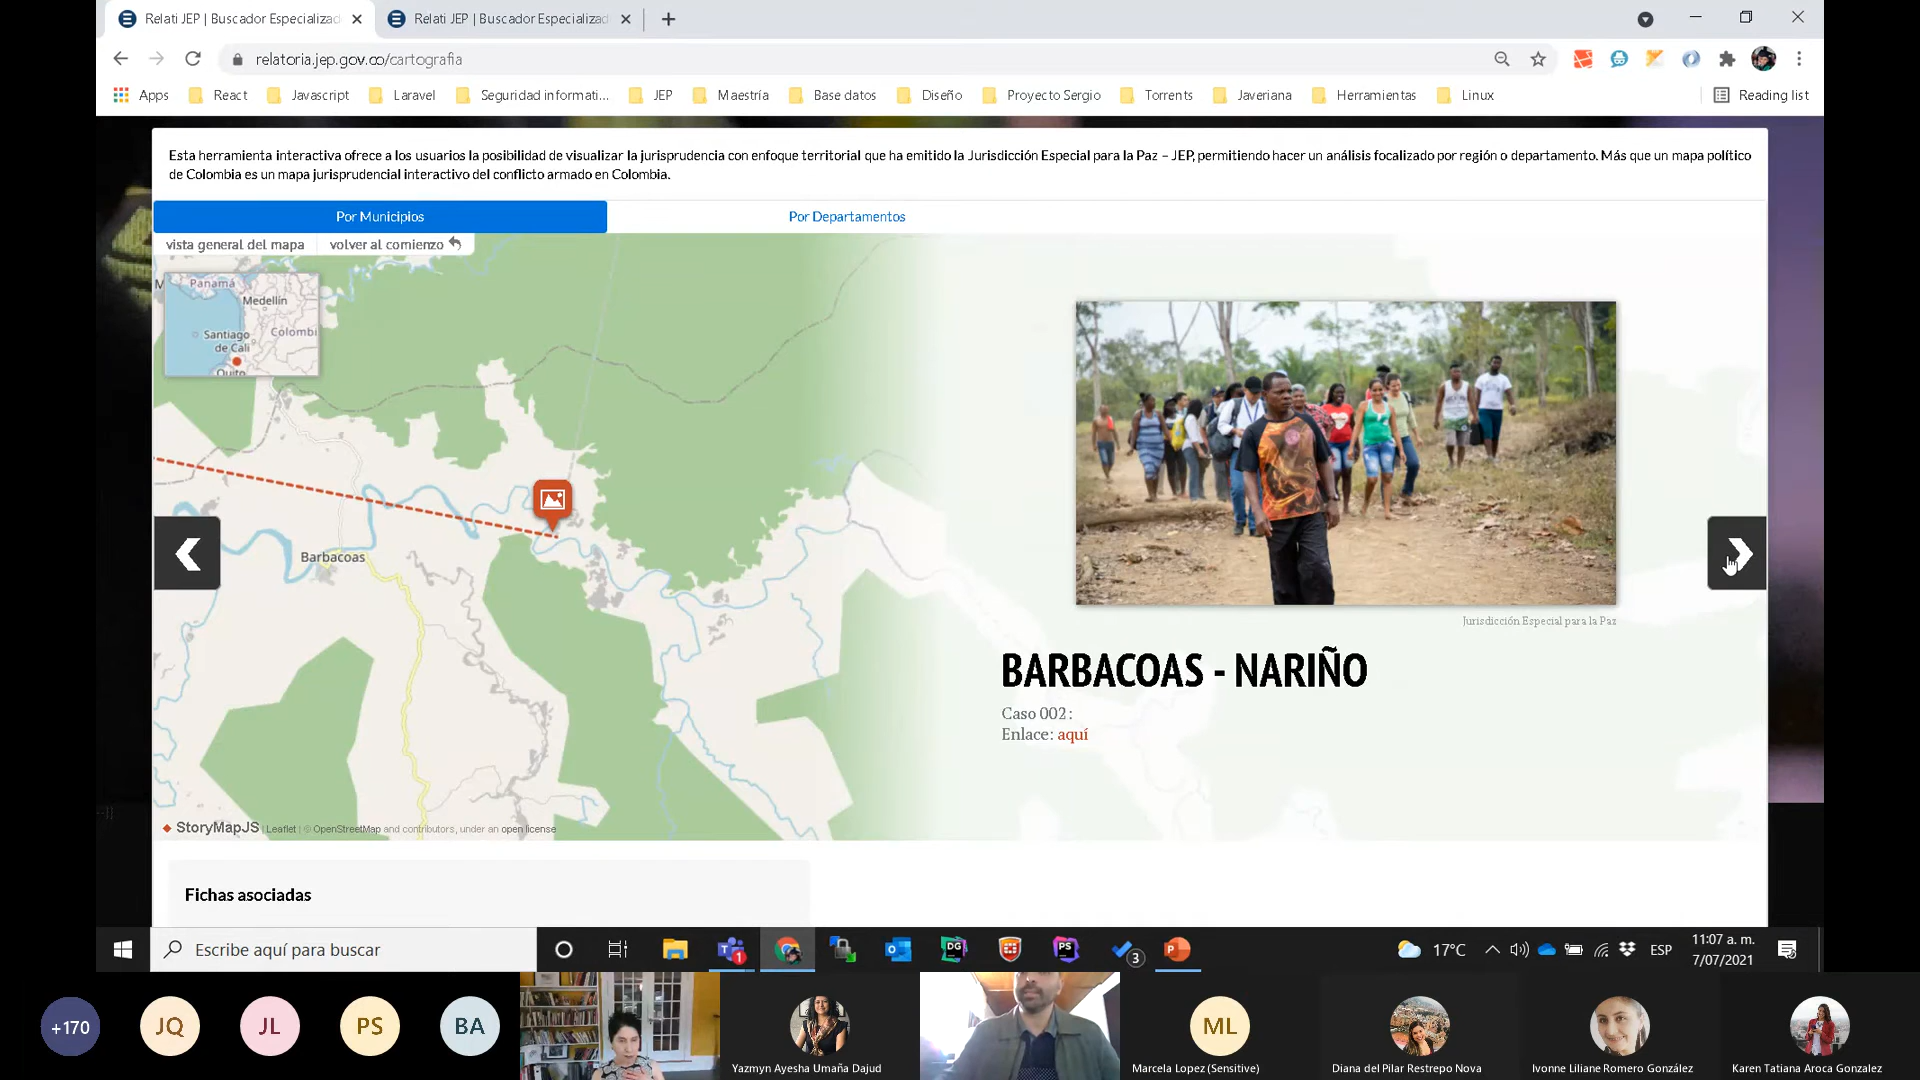 Relati JEP | Buscador Especializad
Relati JEP | Buscador Especializad
relatoria.jep.gov.co/cartografia
Apps
React
Javascript
Laravel
Seguridad informati...
JEP
Maestría
Base datos
Diseño
Proyecto Sergio
Torrents
Javeriana
Herramientas
Linux
Reading list
Esta herramienta interactiva ofrece a los usuarios la posibilidad de visualizar la jurisprudencia con enfoque territorial que ha emitido la Jurisdicción Especial para la Paz – JEP, permitiendo hacer un análisis focalizado por región o departamento. Más que un mapa político
de Colombia es un mapa jurisprudencial interactivo del conflicto armado en Colombia.
Por Municipios
Por Departamentos
vista general del mapa
volver al comienzo
M
Panamá
Medellín
Colombi
Santiago
de Cali
Quito
Barbacoas
Jurisdicción Especial para la Paz
BARBACOAS - NARIÑO
Caso 002:
Enlace: aquí
StoryMapJS | Leaflet | © OpenStreetMap and contributors, under an open license
Fichas asociadas
Escribe aquí para buscar
1
DG
PS
3
P
17°C
ESP
11:07 a. m.
7/07/2021
+170
JQ
JL
PS
BA
ML
Yazmyn Ayesha Umaña Dajud
Marcela Lopez (Sensitive)
Diana del Pilar Restrepo Nova
Ivonne Liliane Romero González
Karen Tatiana Aroca Gonzalez